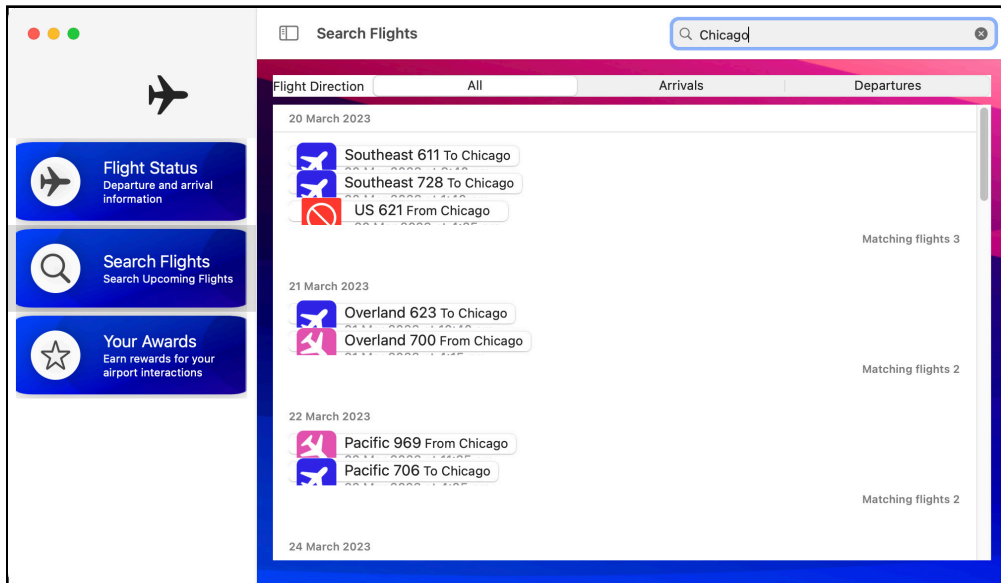 Search Flights
Chicago
Flight Status
Departure and arrival
information
Search Flights
Search Upcoming Flights
Your Awards
Earn rewards for your
airport interactions
Flight Direction All Arrivals Departures
20 March 2023
Southeast 611 To Chicago
Southeast 728 To Chicago
US 621 From Chicago
Matching flights 3
21 March 2023
Overland 623 To Chicago
Overland 700 From Chicago
Matching flights 2
22 March 2023
Pacific 969 From Chicago
Pacific 706 To Chicago
Matching flights 2
24 March 2023